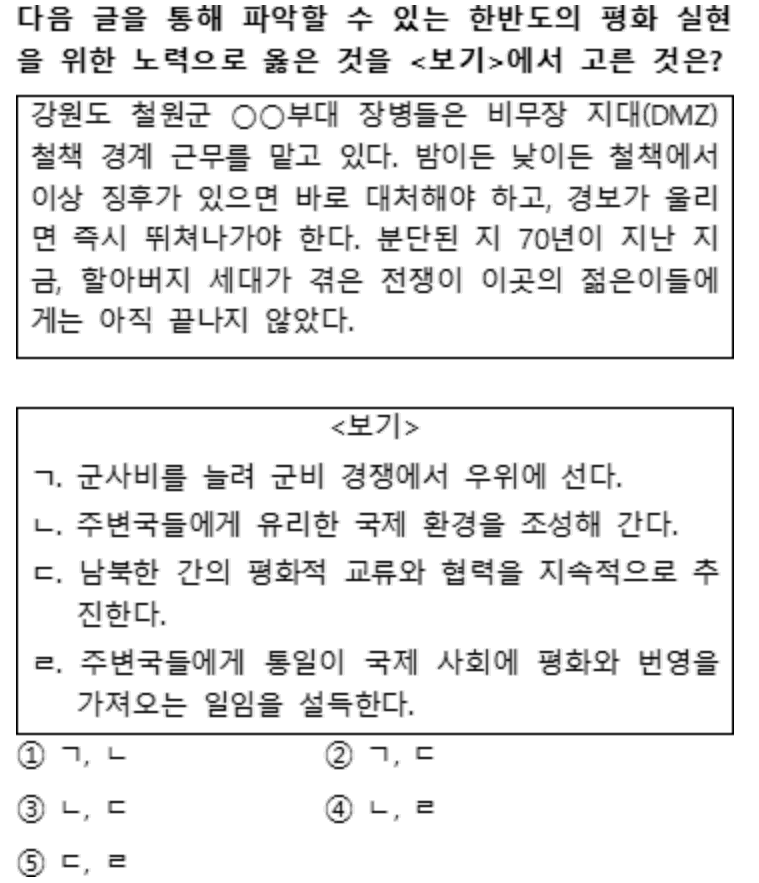 다음 글을 통해 파악할 수 있는 한반도의 평화 실현
을 위한 노력으로 옳은 것을 <보기>에서 고른 것은?
강원도 철원군 ○○부대 장병들은 비무장 지대(DMZ)
철책 경계 근무를 맡고 있다. 밤이든 낮이든 철책에서
이상 징후가 있으면 바로 대처해야 하고, 경보가 울리
면 즉시 뛰쳐나가야 한다. 분단된 지 70년이 지난 지
금, 할아버지 세대가 겪은 전쟁이 이곳의 젊은이들에
게는 아직 끝나지 않았다.
<보기>
ㄱ. 군사비를 늘려 군비 경쟁에서 우위에 선다.
ㄴ. 주변국들에게 유리한 국제 환경을 조성해 간다.
ㄷ. 남북한 간의 평화적 교류와 협력을 지속적으로 추
진한다.
ㄹ. 주변국들에게 통일이 국제 사회에 평화와 번영을
가져오는 일임을 설득한다.
① ㄱ, ㄴ ② ㄱ, ㄷ
③ ㄴ, ㄷ ④ ㄴ, ㄹ
⑤ ㄷ, ㄹ